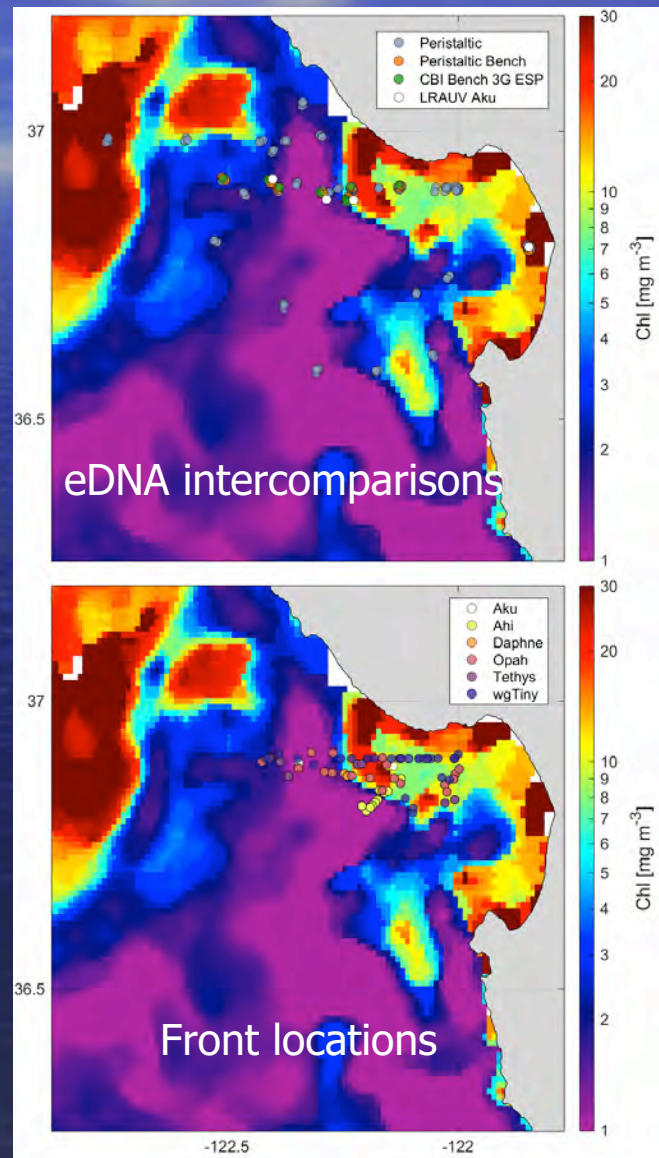 Peristaltic
Peristaltic Bench
CBI Bench 3G ESP
LRAUV Aku
37
36.5
eDNA intercomparisons
30
20
10
9
8
7
6
5
4
3
2
1
Chl [mg m-3]
Aku
Ahi
Daphne
Opah
Tethys
wgTiny
37
36.5
Front locations
-122.5
-122
30
20
10
9
8
7
6
5
4
3
2
1
Chl [mg m-3]